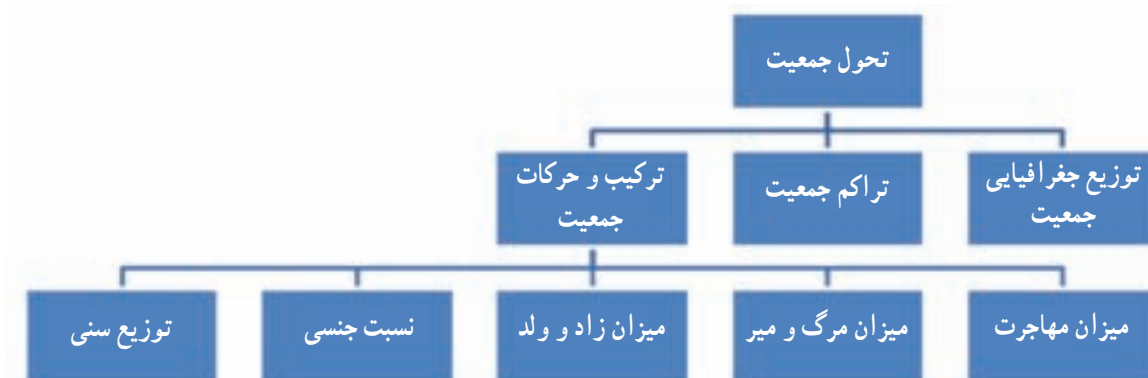 تحول جمعیت
توزیع جغرافیایی
جمعیت
تراکم جمعیت
ترکیب و حرکات
جمعیت
میزان مهاجرت
میزان مرگ و میر
میزان زاد و ولد
نسبت جنسی
توزیع سنی